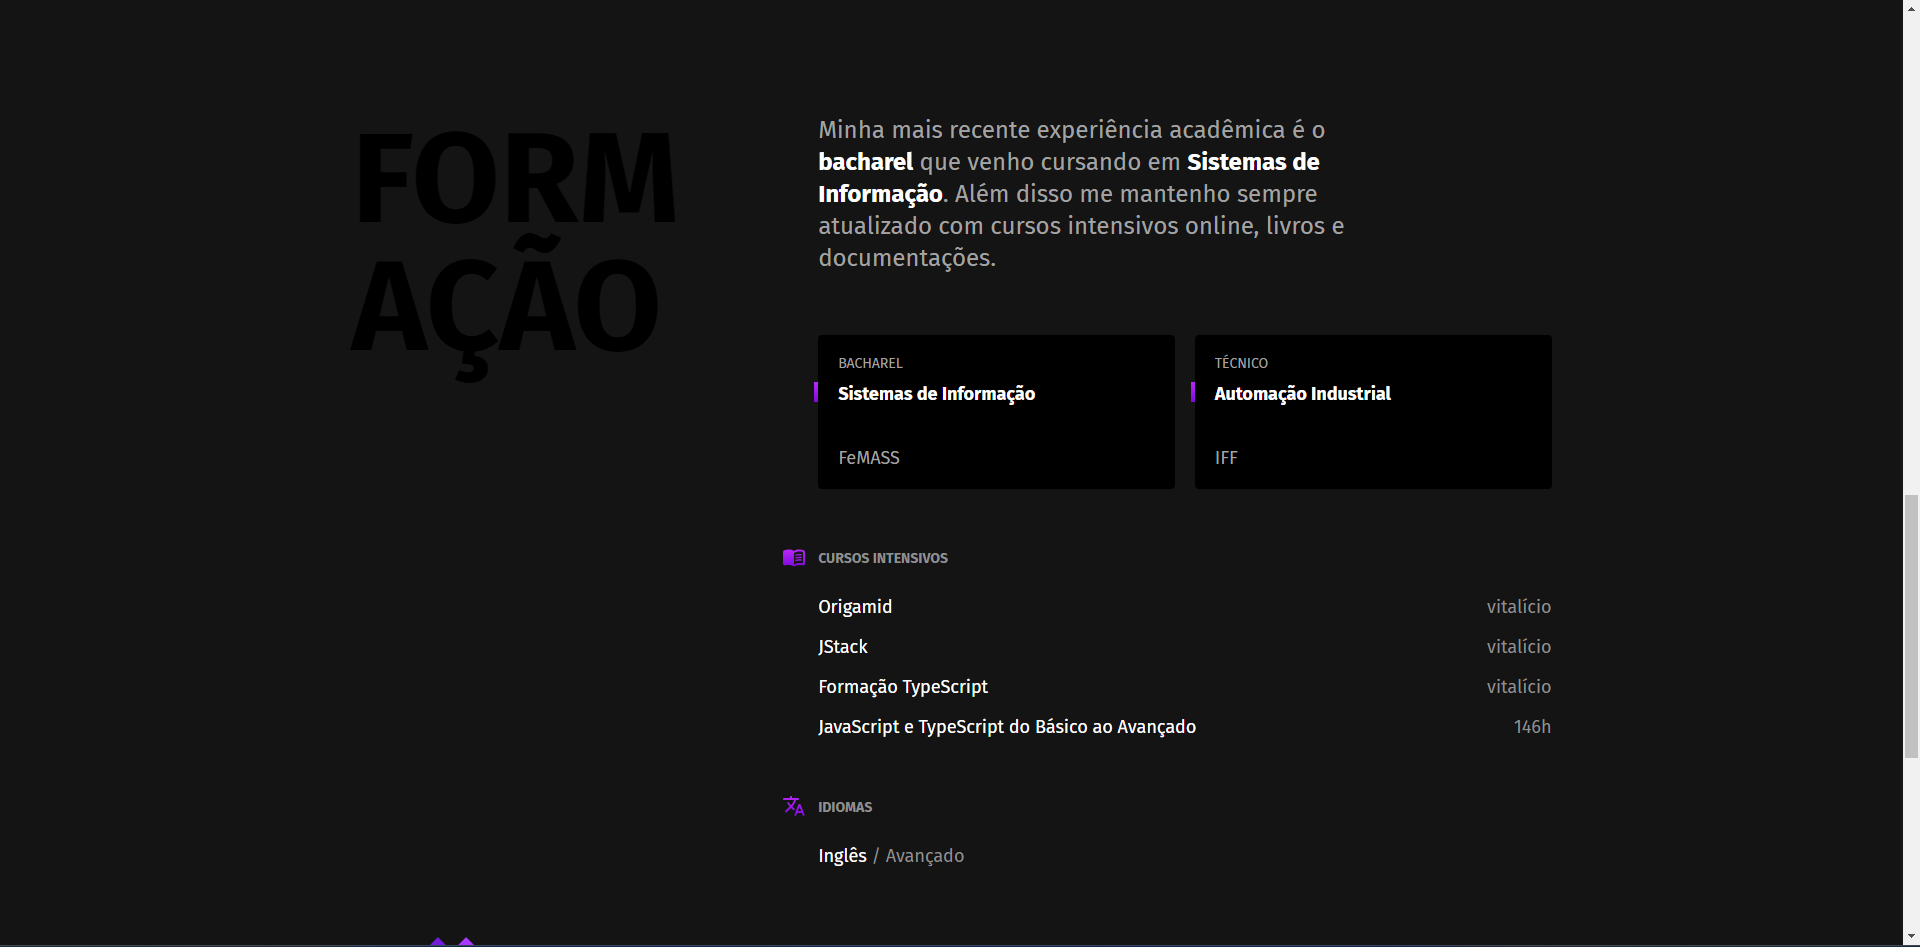 FORM
AÇÃO
Minha mais recente experiência acadêmica é o
bacharel que venho cursando em Sistemas de
Informação. Além disso me mantenho sempre
atualizado com cursos intensivos online, livros e
documentações.
BACHAREL
Sistemas de Informação
FeMASS
TÉCNICO
Automação Industrial
IFF
CURSOS INTENSIVOS
Origamid vitalício
JStack vitalício
Formação TypeScript vitalício
JavaScript e TypeScript do Básico ao Avançado 146h
IDIOMAS
Inglês / Avançado